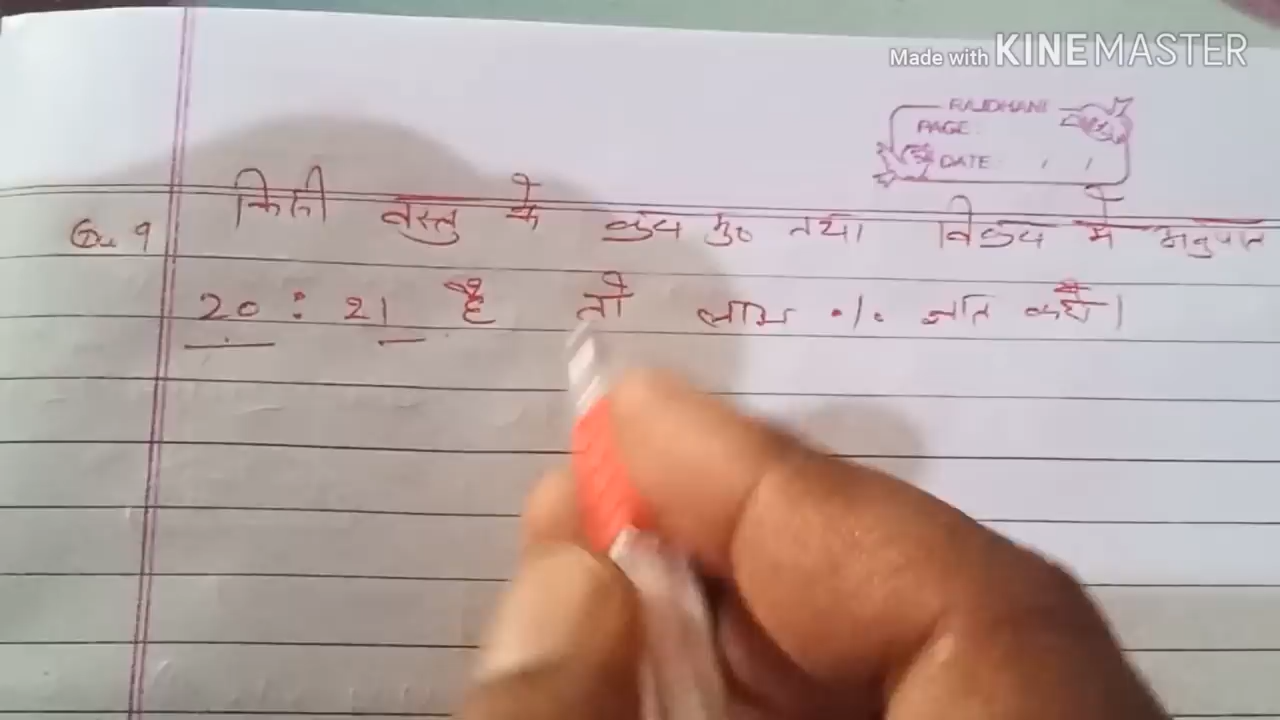 Made with KINEMASTER
RAJDHANI
PAGE:
DATE: / /
Qu 9 किसी वस्तु के क्रय मू० तथा विक्रय में अनुपात
20 : 21 है तो लाभ % ज्ञात करें।